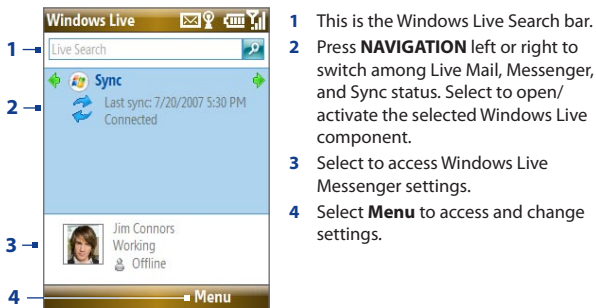 Windows Live
1
Live Search
Sync
2
Last sync: 7/20/2007 5:30 PM
Connected
Jim Connors
3
Working
Offline
4
Menu
1 This is the Windows Live Search bar.
2 Press NAVIGATION left or right to
switch among Live Mail, Messenger,
and Sync status. Select to open/
activate the selected Windows Live
component.
3 Select to access Windows Live
Messenger settings.
4 Select Menu to access and change
settings.